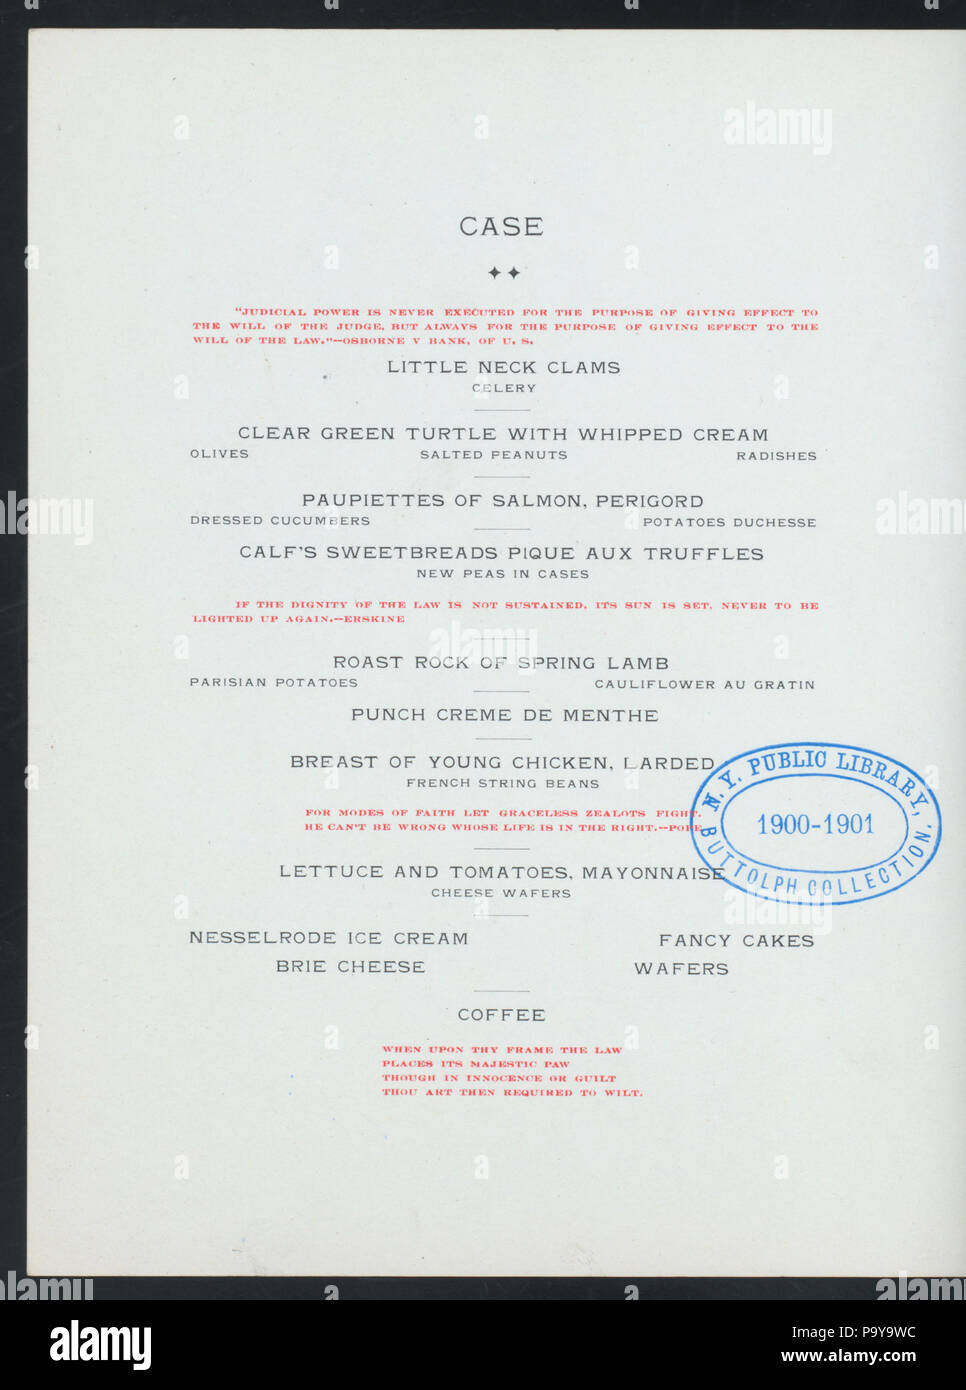 CASE
"JUDICIAL POWER IS NEVER EXECUTED FOR THE PURPOSE OF GIVING EFFECT TO
THE WILL OF THE JUDGE, BUT ALWAYS FOR THE PURPOSE OF GIVING EFFECT TO THE
WILL OF THE LAW."--OSBORNE V BANK, OF U. S.
LITTLE NECK CLAMS
CELERY
CLEAR GREEN TURTLE WITH WHIPPED CREAM
OLIVES SALTED PEANUTS RADISHES
PAUPIETTES OF SALMON, PERIGORD
DRESSED CUCUMBERS POTATOES DUCHESSE
CALF'S SWEETBREADS PIQUE AUX TRUFFLES
NEW PEAS IN CASES
IF THE DIGNITY OF THE LAW IS NOT SUSTAINED, ITS SUN IS SET, NEVER TO BE
LIGHTED UP AGAIN.--ERSKINE
ROAST ROCK OF SPRING LAMB
PARISIAN POTATOES CAULIFLOWER AU GRATIN
PUNCH CREME DE MENTHE
BREAST OF YOUNG CHICKEN, LARDED
FRENCH STRING BEANS
FOR MODES OF FAITH LET GRACELESS ZEALOTS FIGHT,
HE CAN'T BE WRONG WHOSE LIFE IS IN THE RIGHT.--POPE
N. Y. PUBLIC LIBRARY,
1900-1901
BUTTOLPH COLLECTION.
LETTUCE AND TOMATOES, MAYONNAISE
CHEESE WAFERS
NESSELRODE ICE CREAM FANCY CAKES
BRIE CHEESE WAFERS
COFFEE
WHEN UPON THY FRAME THE LAW
PLACES ITS MAJESTIC PAW
THOUGH IN INNOCENCE OR GUILT
THOU ART THEN REQUIRED TO WILT.
alamy
a
alamy
Image ID: P9Y9WC
www.alamy.com